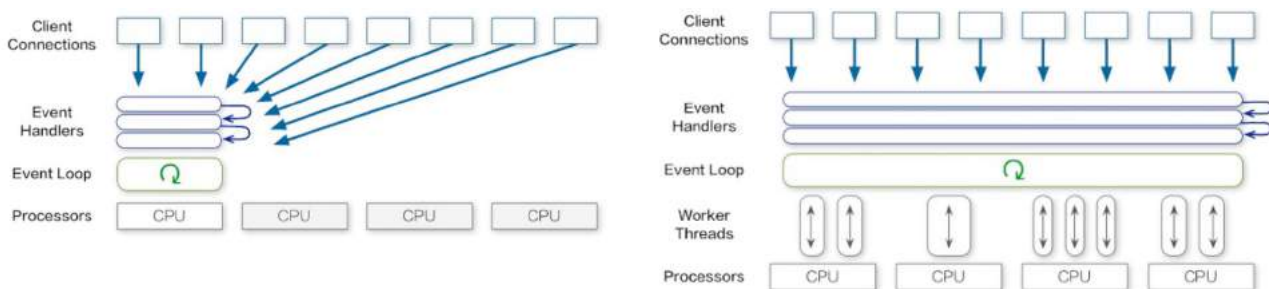 Client
Connections
Event
Handlers
Event Loop
Processors
CPU
CPU
CPU
CPU
Client
Connections
Event
Handlers
Event Loop
Worker
Threads
Processors
CPU
CPU
CPU
CPU